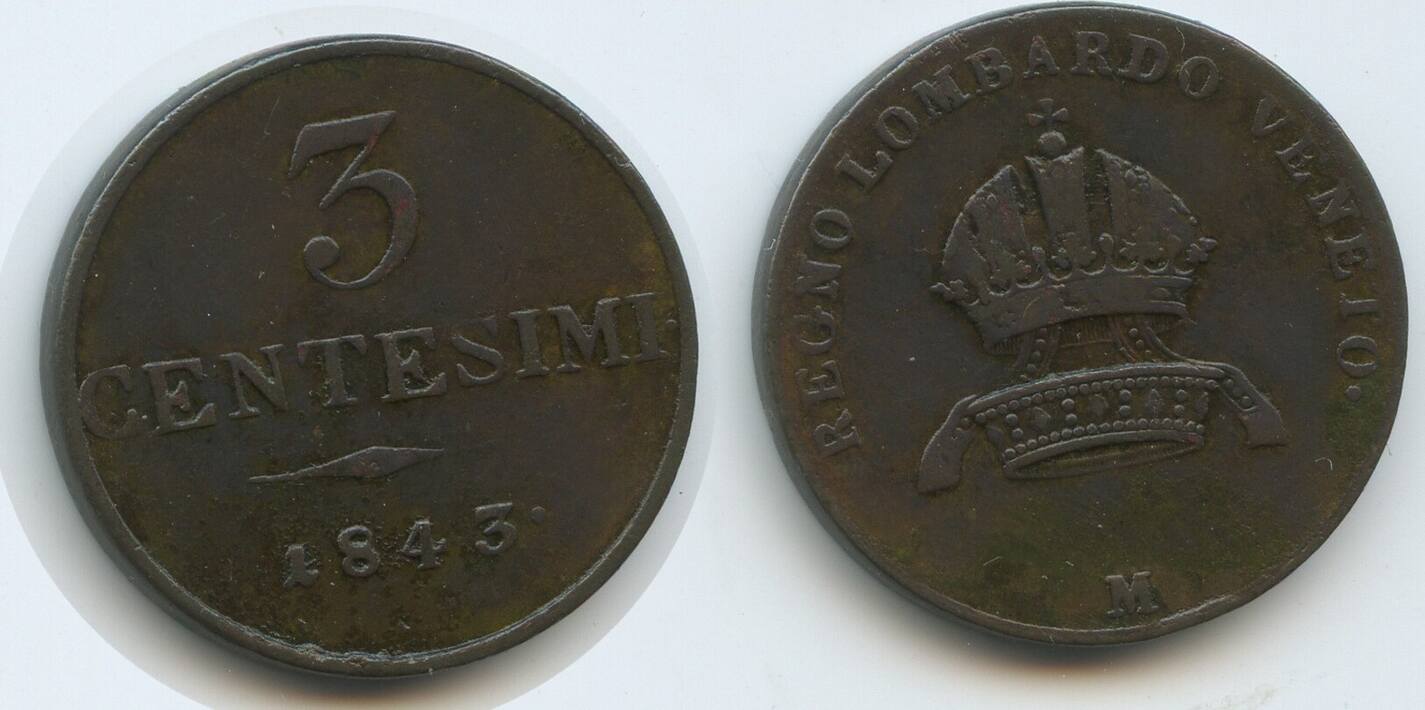 3
CENTESIMI.
1843.
REGNO LOMBARDO VENETO.
M